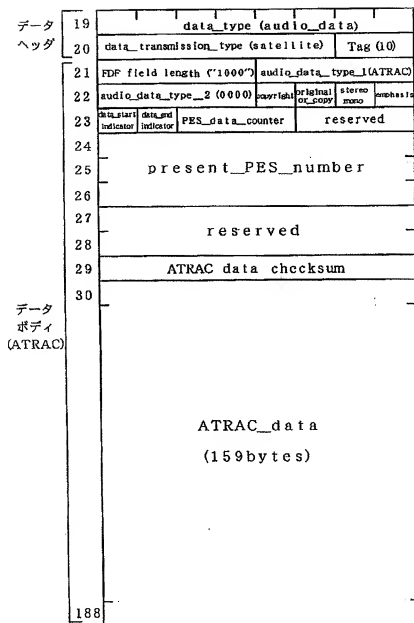 データ
ヘッダ
19 data_type (audio_data)
20 data_transmission_type (satellite) Tag (10)
21 FDF field length ("1000") audio_data_type_1(ATRAC)
22 audio_data_type_2 (0000) copyright original or_copy stereo mono emphasis
23 data_start indicator data_end indicator PES_data_counter reserved
24
25 present_PES_number
26
27 reserved
28
29 ATRAC data checksum
30
データ
ボディ
(ATRAC)
ATRAC_data
(159bytes)
188